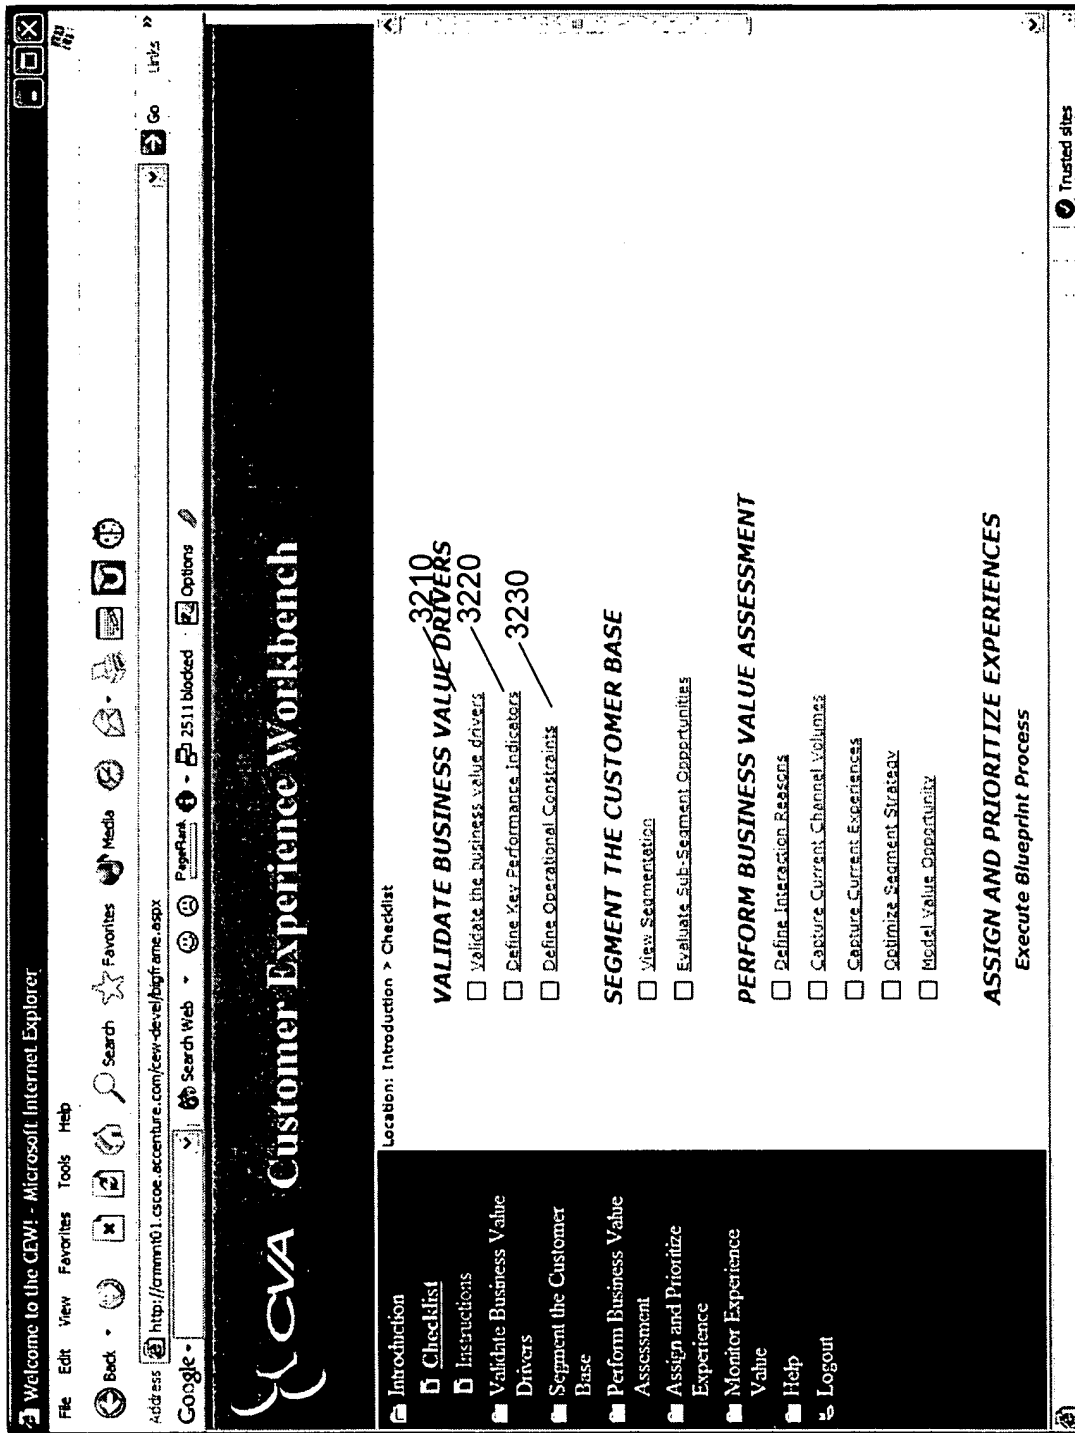 Welcome to the CEW! - Microsoft Internet Explorer
File Edit View Favorites Tools Help
Back Search Favorites Media
Address http://crmmnt01.cscoe.accenture.com/cew-devel/bigframe.aspx Go Links »
Google Search Web PageRank 2511 blocked Options
CVA Customer Experience Workbench
Introduction
Checklist
Instructions
Validate Business Value
Drivers
Segment the Customer
Base
Perform Business Value
Assessment
Assign and Prioritize
Experience
Monitor Experience
Value
Help
Logout
Location: Introduction > Checklist
VALIDATE BUSINESS VALUE DRIVERS
3210
Validate the business value drivers
3220
Define Key Performance Indicators
3230
Define Operational Constraints
SEGMENT THE CUSTOMER BASE
View Segmentation
Evaluate Sub-Segment Opportunities
PERFORM BUSINESS VALUE ASSESSMENT
Define Interaction Reasons
Capture Current Channel Volumes
Capture Current Experiences
Optimize Segment Strategy
Model Value Opportunity
ASSIGN AND PRIORITIZE EXPERIENCES
Execute Blueprint Process
Trusted sites